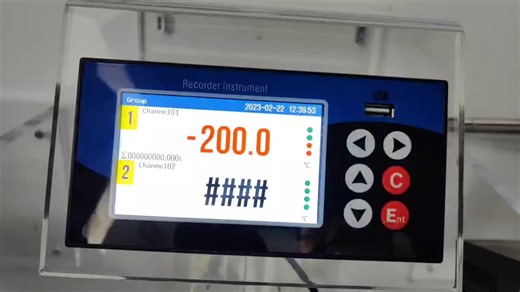 Recorder Instrument
USB
Group
2023-02-22 12:39:53
1
Channel01
-200.0
℃
Σ000000000.000t
2
Channel02
####
℃
C
Ent